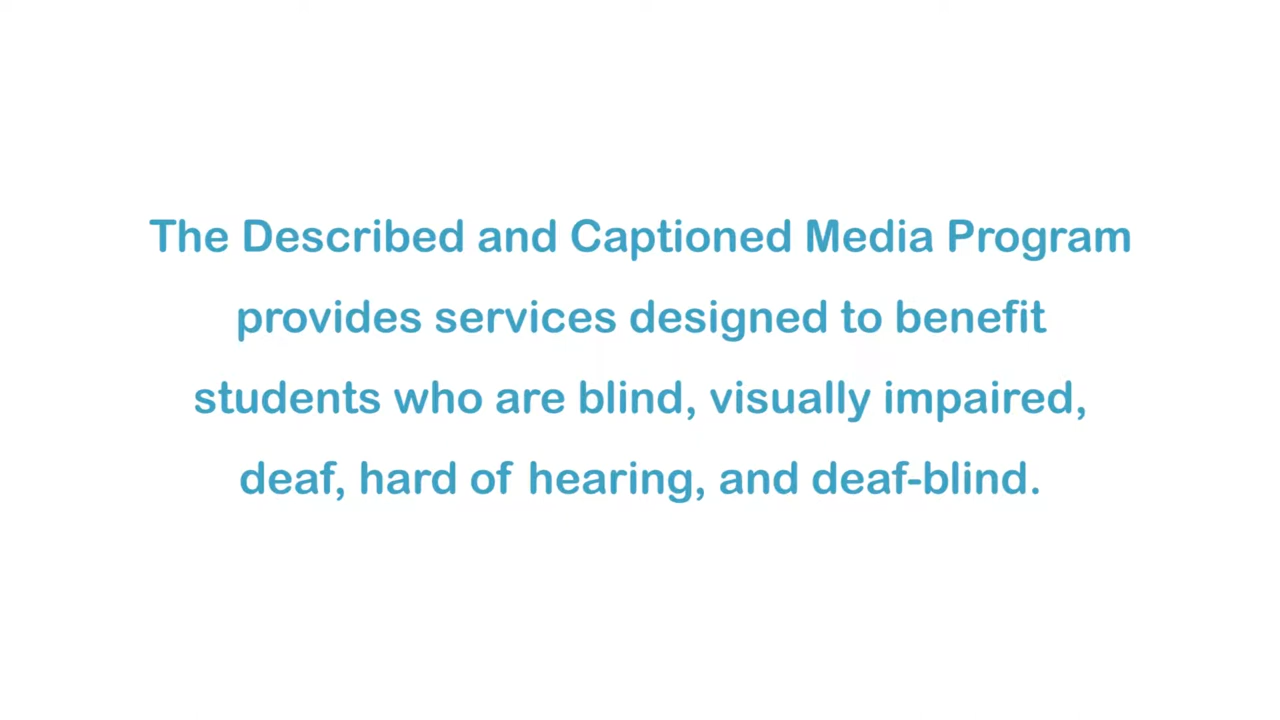 The Described and Captioned Media Program
provides services designed to benefit
students who are blind, visually impaired,
deaf, hard of hearing, and deaf-blind.